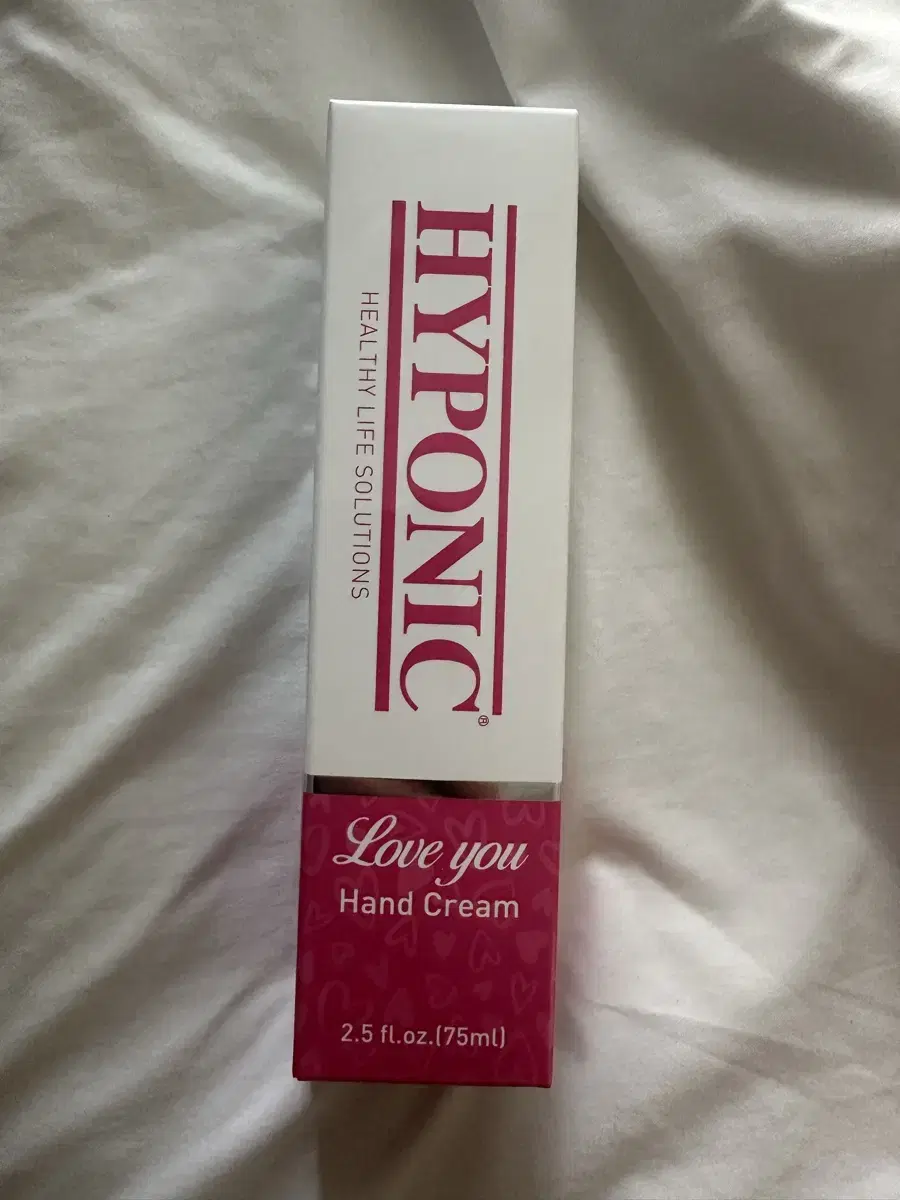 HYPONIC®
HEALTHY LIFE SOLUTIONS
Love you
Hand Cream
2.5 fl.oz.(75ml)